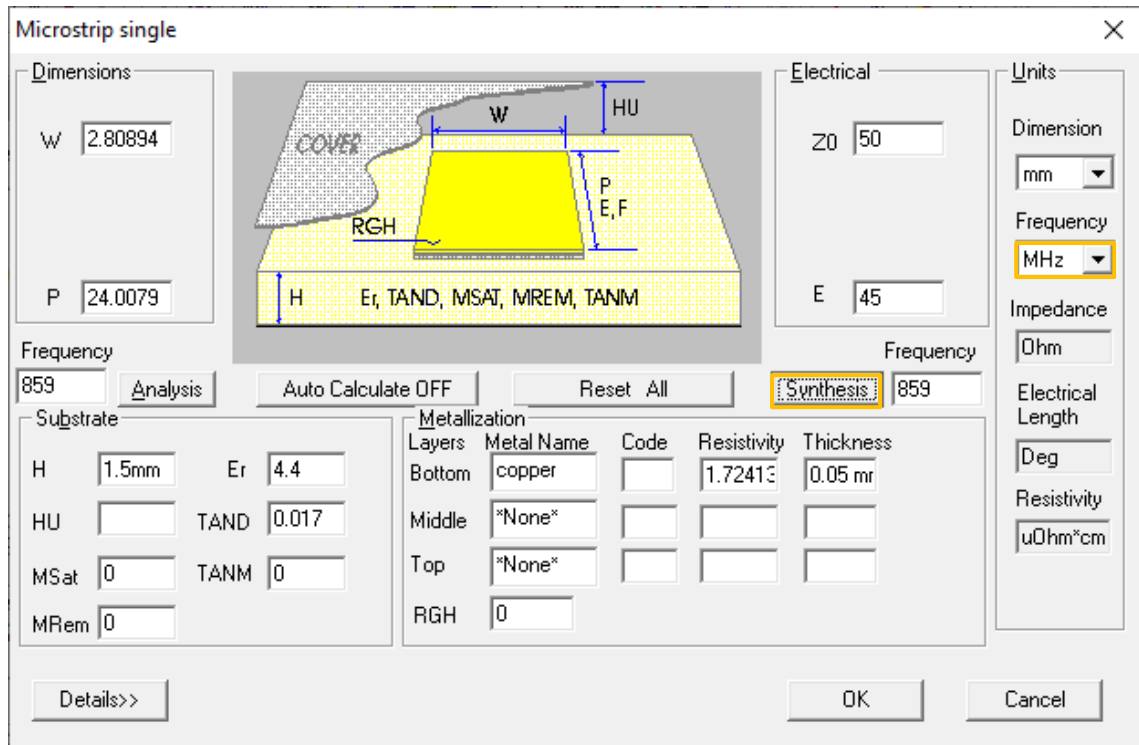 Microstrip single
Dimensions
W 2.80894
P 24.0079
COVER
W
HU
P
E,F
RGH
H Er, TAND, MSAT, MREM, TANM
Electrical
Z0 50
E 45
Units
Dimension
mm
Frequency
MHz
Impedance
Ohm
Electrical
Length
Deg
Resistivity
uOhm*cm
Frequency
859
Analysis
Auto Calculate OFF
Reset All
Synthesis
Frequency
859
Substrate
H 1.5mm Er 4.4
HU TAND 0.017
MSat 0 TANM 0
MRem 0
Metallization
Layers Metal Name Code Resistivity Thickness
Bottom copper 1.72413 0.05 mr
Middle *None*
Top *None*
RGH 0
Details>>
OK
Cancel